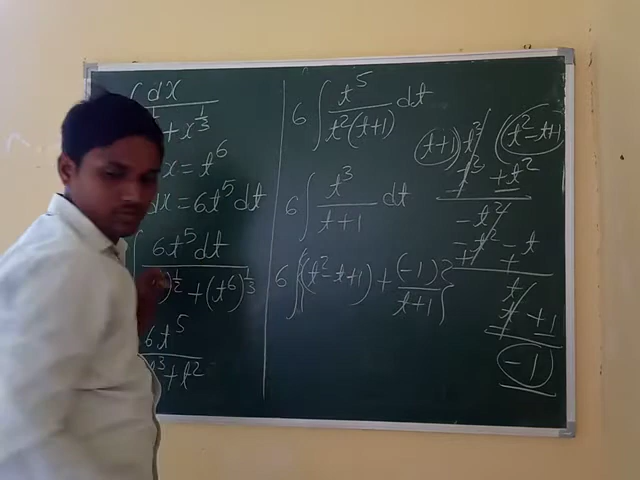 ∫ dx
+ x^(1/3)
x = t^6
dx = 6t^5 dt
∫ 6t^5 dt
)^(1/2) + (t^6)^(1/3)
6t^5
t^3 + t^2
6 ∫ t^5 / (t^2(t+1)) dt
6 ∫ t^3 / (t+1) dt
6 ∫ {(t^2 - t + 1) + (-1)/(t+1)}
t+1) t^3 (t^2 - t + 1
t^3 + t^2
- t^2
- t^2 - t
+ +
t
t + 1
- 1